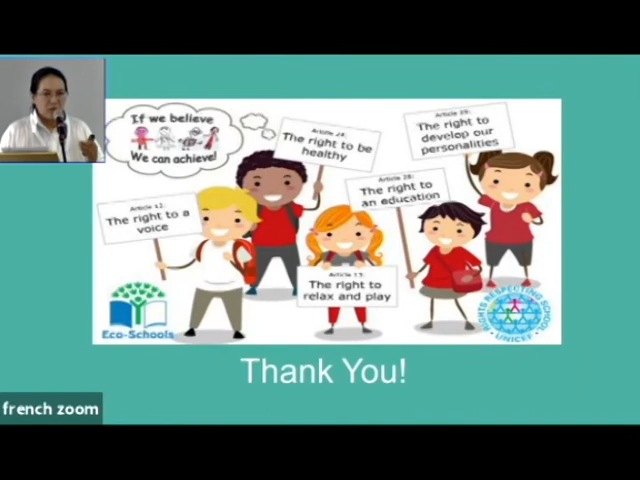 If we believe
We can achieve!
Article 24:
The right to be
healthy
Article 29:
The right to
develop our
personalities
Article 28:
The right to
an education
Article 12:
The right to a
voice
The right to
relax and play
Eco-Schools
RIGHTS RESPECTING SCHOOL
UNICEF
Thank You!
french zoom